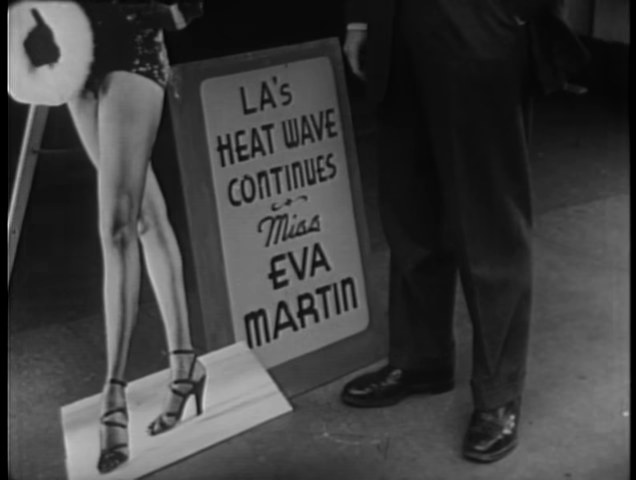 LA's
HEAT WAVE
CONTINUES
Miss
EVA
MARTIN